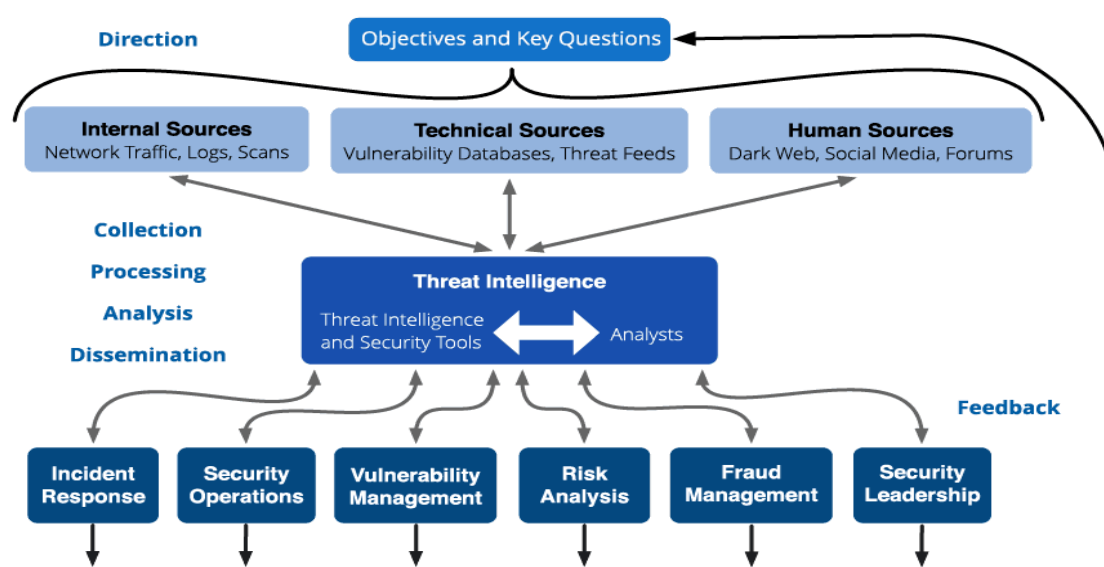 Direction
Objectives and Key Questions
Internal Sources
Network Traffic, Logs, Scans
Technical Sources
Vulnerability Databases, Threat Feeds
Human Sources
Dark Web, Social Media, Forums
Collection
Processing
Analysis
Dissemination
Threat Intelligence
Threat Intelligence
and Security Tools
Analysts
Feedback
Incident
Response
Security
Operations
Vulnerability
Management
Risk
Analysis
Fraud
Management
Security
Leadership